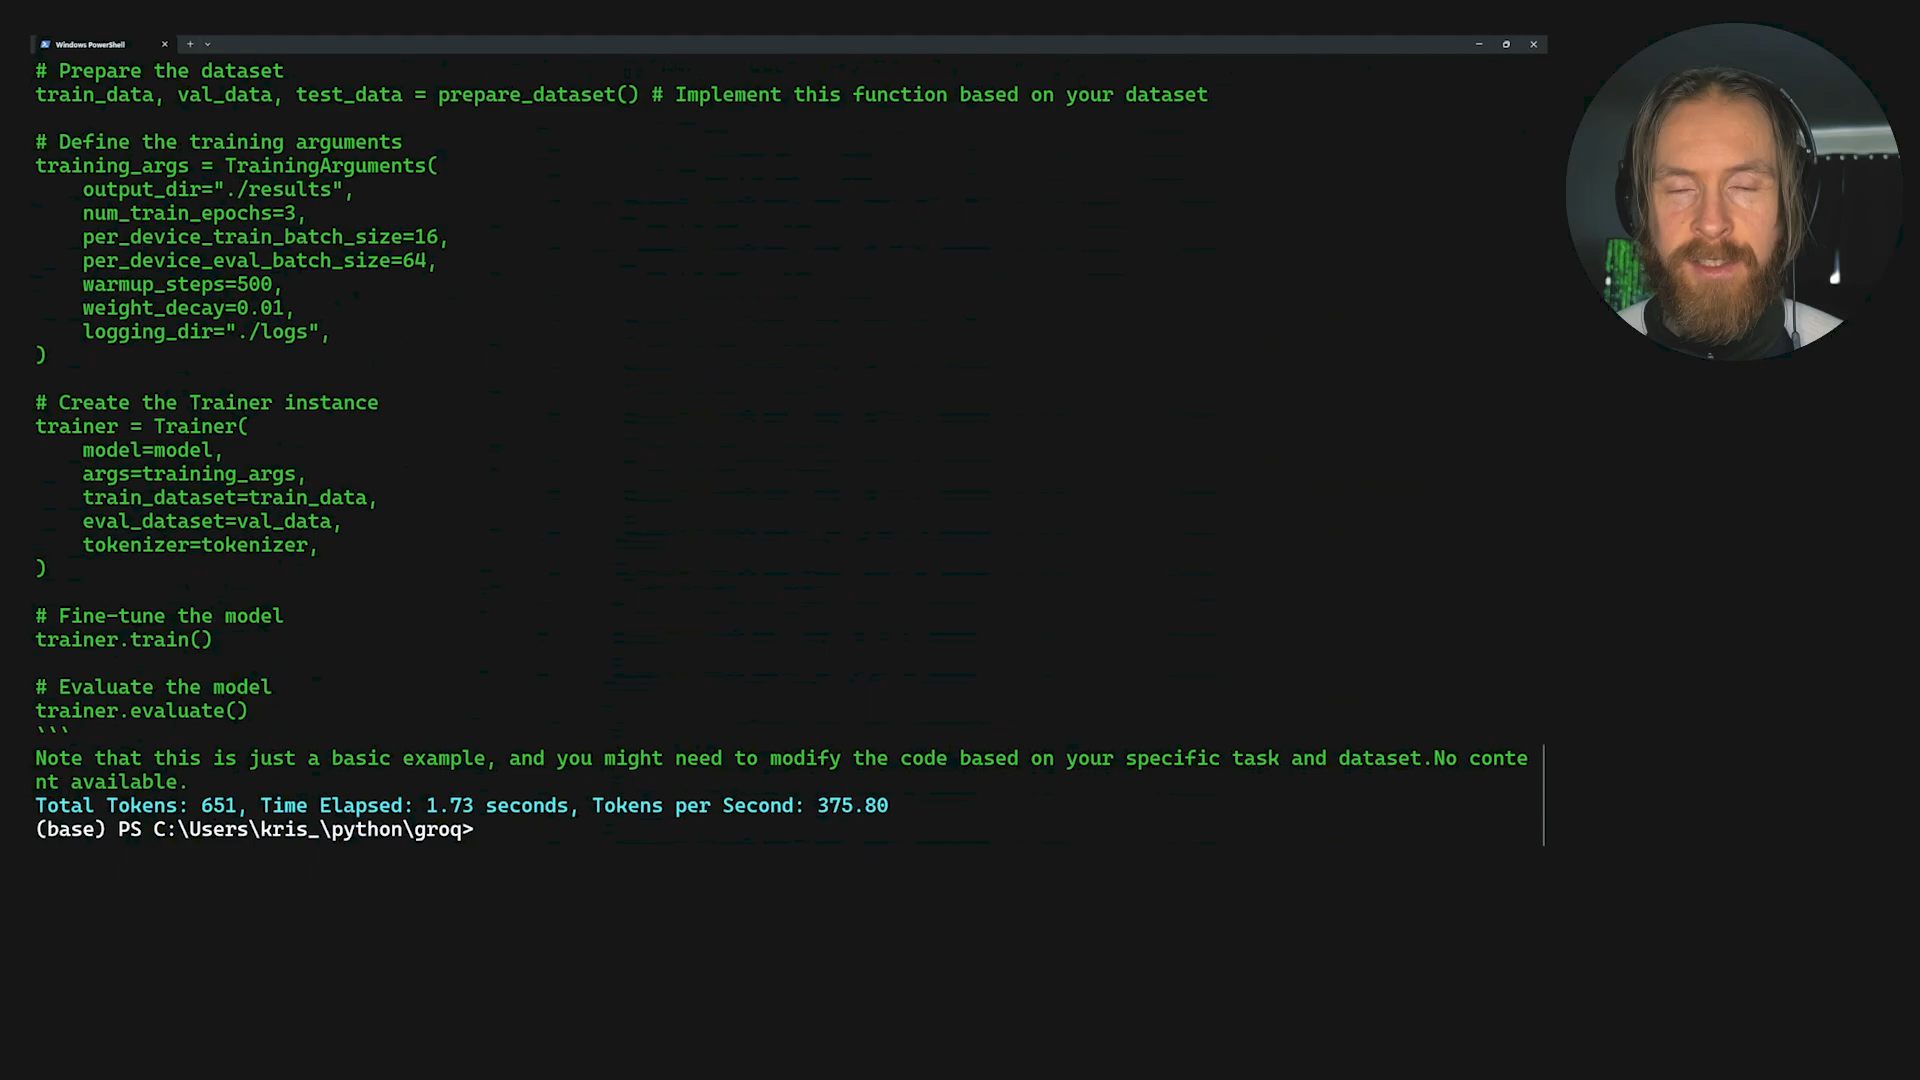 Windows PowerShell
# Prepare the dataset
train_data, val_data, test_data = prepare_dataset() # Implement this function based on your dataset
# Define the training arguments
training_args = TrainingArguments(
    output_dir="./results",
    num_train_epochs=3,
    per_device_train_batch_size=16,
    per_device_eval_batch_size=64,
    warmup_steps=500,
    weight_decay=0.01,
    logging_dir="./logs",
)
# Create the Trainer instance
trainer = Trainer(
    model=model,
    args=training_args,
    train_dataset=train_data,
    eval_dataset=val_data,
    tokenizer=tokenizer,
)
# Fine-tune the model
trainer.train()
# Evaluate the model
trainer.evaluate()
```
Note that this is just a basic example, and you might need to modify the code based on your specific task and dataset.No conte
nt available.
Total Tokens: 651, Time Elapsed: 1.73 seconds, Tokens per Second: 375.80
(base) PS C:\Users\kris_\python\groq>